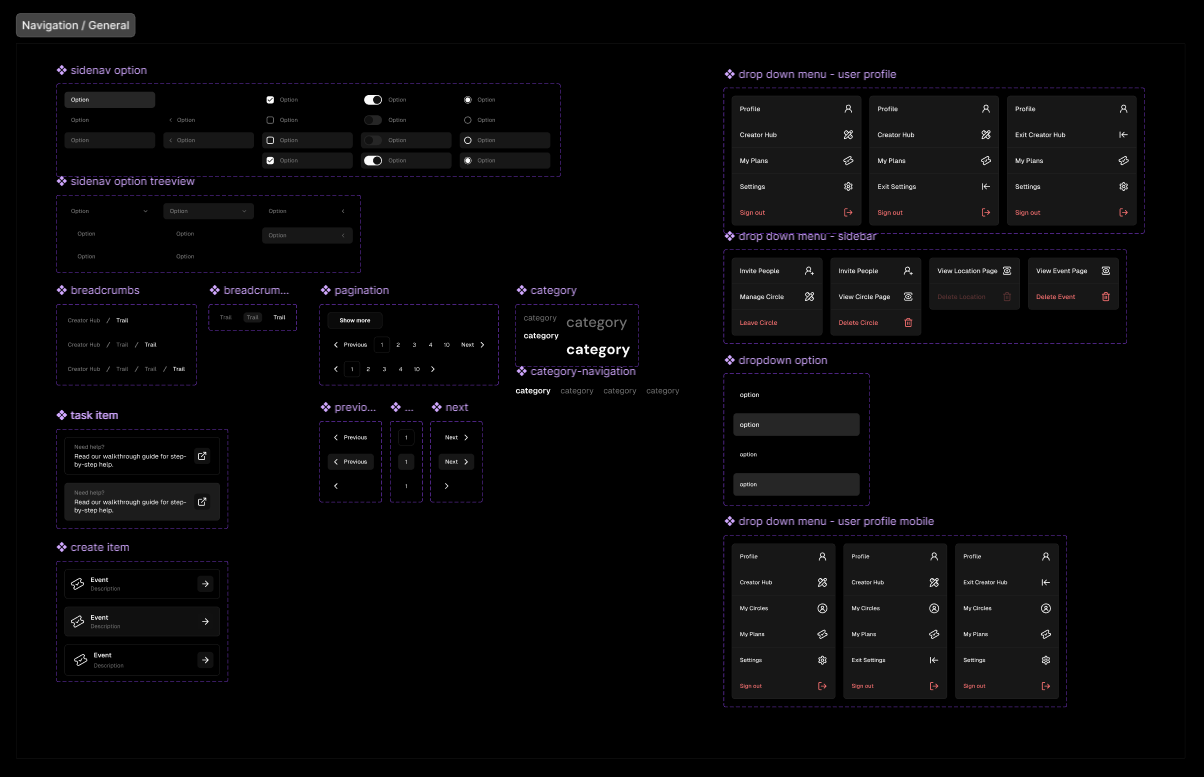 Navigation / General
sidenav option
Option
Option Option Option Option
Option Option Option Option Option
Option Option Option Option Option
Option Option Option
sidenav option treeview
Option Option Option
Option Option Option
Option Option
breadcrumbs
Creator Hub / Trail
Creator Hub / Trail / Trail
Creator Hub / Trail / Trail / Trail
breadcrum...
Trail Trail Trail
pagination
Show more
Previous 1 2 3 4 10 Next
1 2 3 4 10
category
category category
category category
category-navigation
category category category category
task item
Need help?
Read our walkthrough guide for step-
by-step help.
Need help?
Read our walkthrough guide for step-
by-step help.
previo...
Previous
Previous
...
1
1
1
next
Next
Next
create item
Event
Description
Event
Description
Event
Description
drop down menu - user profile
Profile
Creator Hub
My Plans
Settings
Sign out
Profile
Creator Hub
My Plans
Exit Settings
Sign out
Profile
Exit Creator Hub
My Plans
Settings
Sign out
drop down menu - sidebar
Invite People
Manage Circle
Leave Circle
Invite People
View Circle Page
Delete Circle
View Location Page
Delete Location
View Event Page
Delete Event
dropdown option
option
option
option
option
drop down menu - user profile mobile
Profile
Creator Hub
My Circles
My Plans
Settings
Sign out
Profile
Creator Hub
My Circles
My Plans
Exit Settings
Sign out
Profile
Exit Creator Hub
My Circles
My Plans
Settings
Sign out